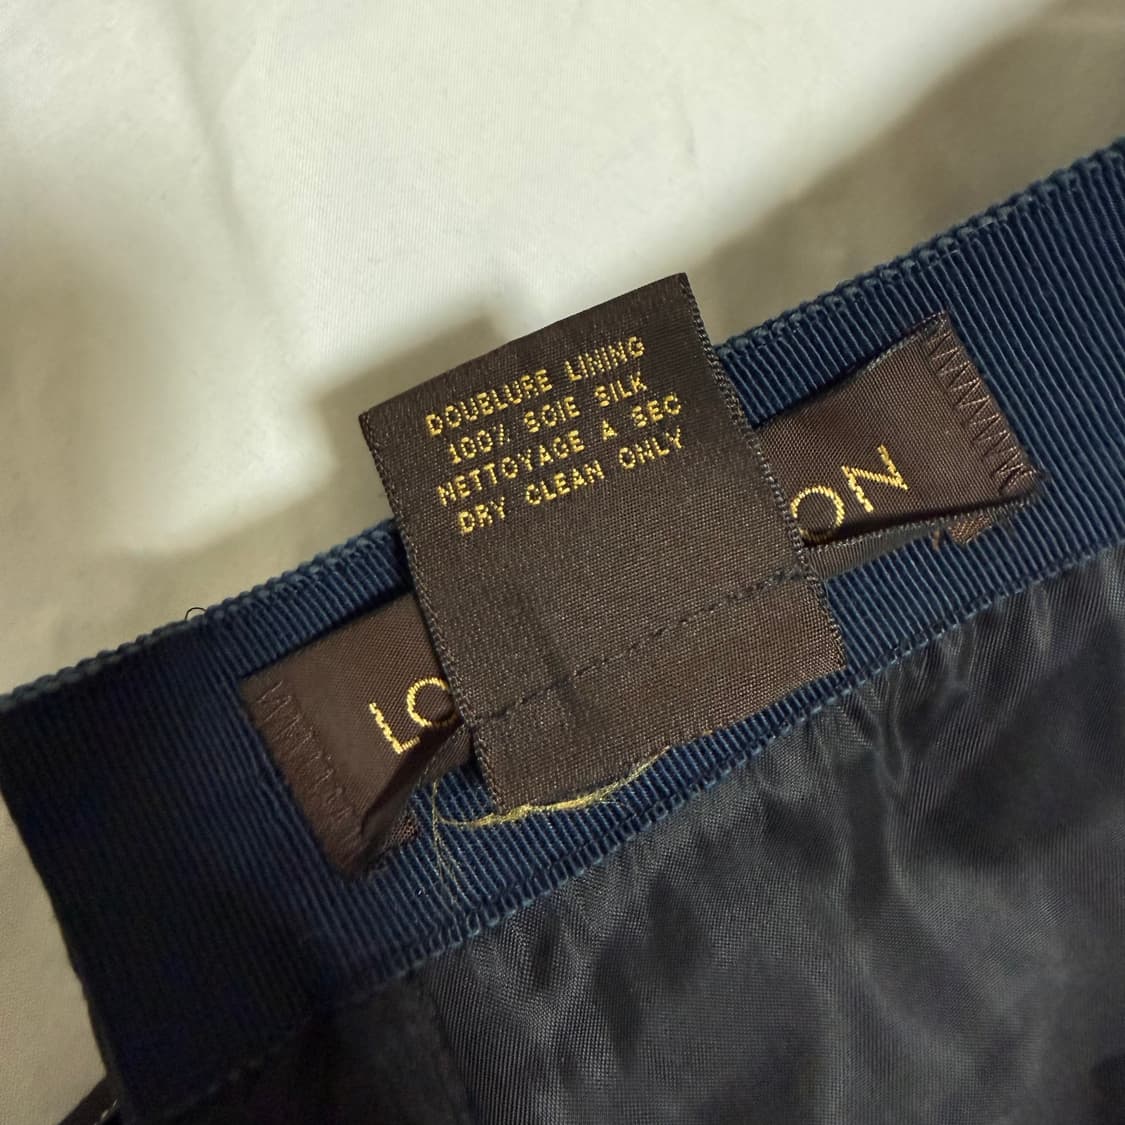 DOUBLURE LINING
100% SOIE SILK
NETTOYAGE A SEC
DRY CLEAN ONLY
LO
ON